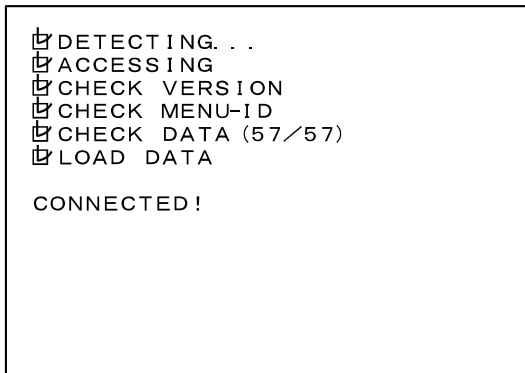 ☑DETECTING...
☑ACCESSING
☑CHECK VERSION
☑CHECK MENU-ID
☑CHECK DATA(57/57)
☑LOAD DATA
CONNECTED!